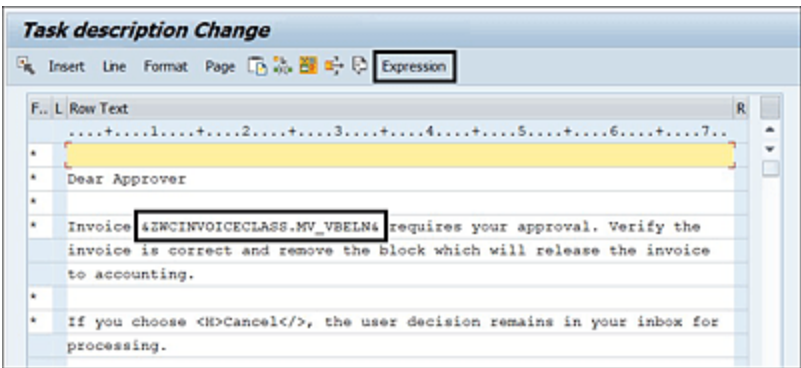 Task description Change
Insert Line Format Page Expression
F.. L Row Text R
....+....1....+....2....+....3....+....4....+....5....+....6....+....7..
*
* Dear Approver
*
* Invoice &ZWCINVOICECLASS.MV_VBELN& requires your approval. Verify the
invoice is correct and remove the block which will release the invoice
to accounting.
*
* If you choose <H>Cancel</>, the user decision remains in your inbox for
processing.